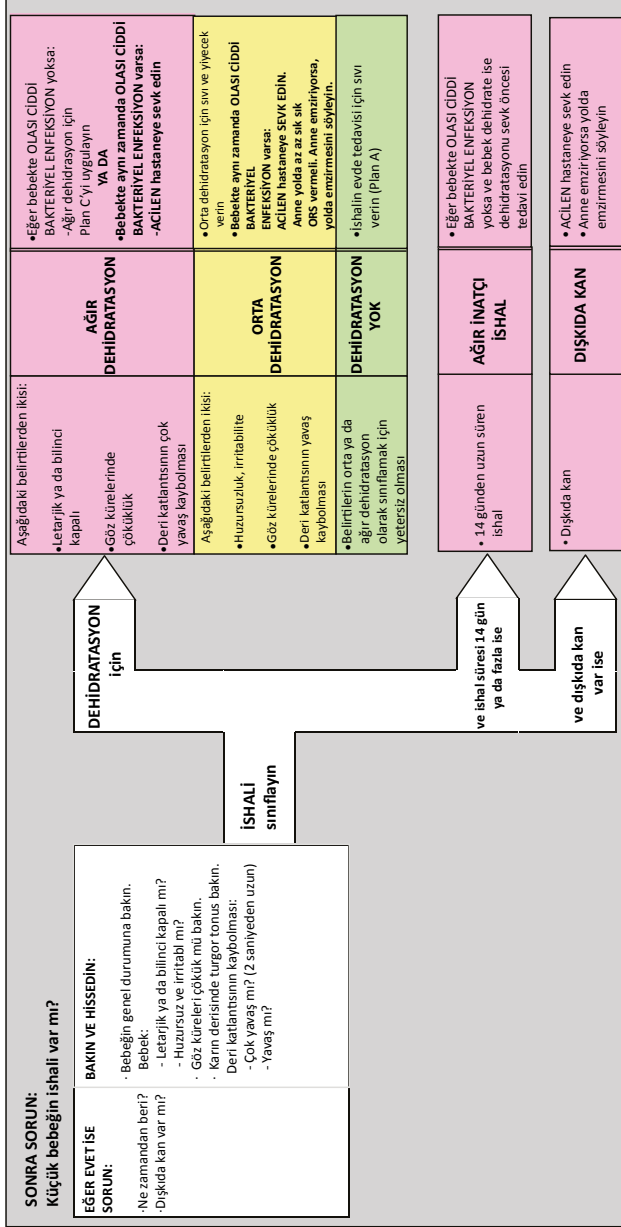 SONRA SORUN:
Küçük bebeğin ishali var mı?
EĞER EVET İSE
SORUN:
·Ne zamandan beri?
·Dışkıda kan var mı?
BAKIN VE HİSSEDİN:
· Bebeğin genel durumuna bakın.
Bebek:
- Letarjik ya da bilinci kapalı mı?
- Huzursuz ve irritabl mı?
· Göz küreleri çökük mü bakın.
· Karın derisinde turgor tonus bakın.
Deri katlantısının kaybolması:
- Çok yavaş mı? (2 saniyeden uzun)
- Yavaş mı?
İSHALİ
sınıflayın
DEHİDRATASYON
için
Aşağıdaki belirtilerden ikisi:
•Letarjik ya da bilinci
kapalı
•Göz kürelerinde
çöküklük
•Deri katlantısının çok
yavaş kaybolması
AĞIR
DEHİDRATASYON
•Eğer bebekte OLASI CİDDİ
BAKTERİYEL ENFEKSİYON yoksa:
-Ağır dehidrasyon için
Plan C'yi uygulayın
YA DA
•Bebekte aynı zamanda OLASI CİDDİ
BAKTERİYEL ENFEKSİYON varsa:
-ACİLEN hastaneye sevk edin
Aşağıdaki belirtilerden ikisi:
•Huzursuzluk, irritabilite
•Göz kürelerinde çöküklük
•Deri katlantısının yavaş
kaybolması
ORTA
DEHİDRATASYON
•Orta dehidratasyon için sıvı ve yiyecek
verin
• Bebekte aynı zamanda OLASI CİDDİ
BAKTERİYEL
ENFEKSİYON varsa:
ACİLEN hastaneye SEVK EDİN.
Anne yolda az az sık sık
ORS vermeli. Anne emziriyorsa,
yolda emzirmesini söyleyin.
•Belirtilerin orta ya da
ağır dehidratasyon
olarak sınıflamak için
yetersiz olması
DEHİDRATASYON
YOK
•İshalin evde tedavisi için sıvı
verin (Plan A)
ve ishal süresi 14 gün
ya da fazla ise
• 14 günden uzun süren
ishal
AĞIR İNATÇI
İSHAL
• Eğer bebekte OLASI CİDDİ
BAKTERİYEL ENFEKSİYON
yoksa ve bebek dehidrate ise
dehidratasyonu sevk öncesi
tedavi edin
ve dışkıda kan
var ise
• Dışkıda kan
DIŞKIDA KAN
• ACİLEN hastaneye sevk edin
• Anne emziriyorsa yolda
emzirmesini söyleyin